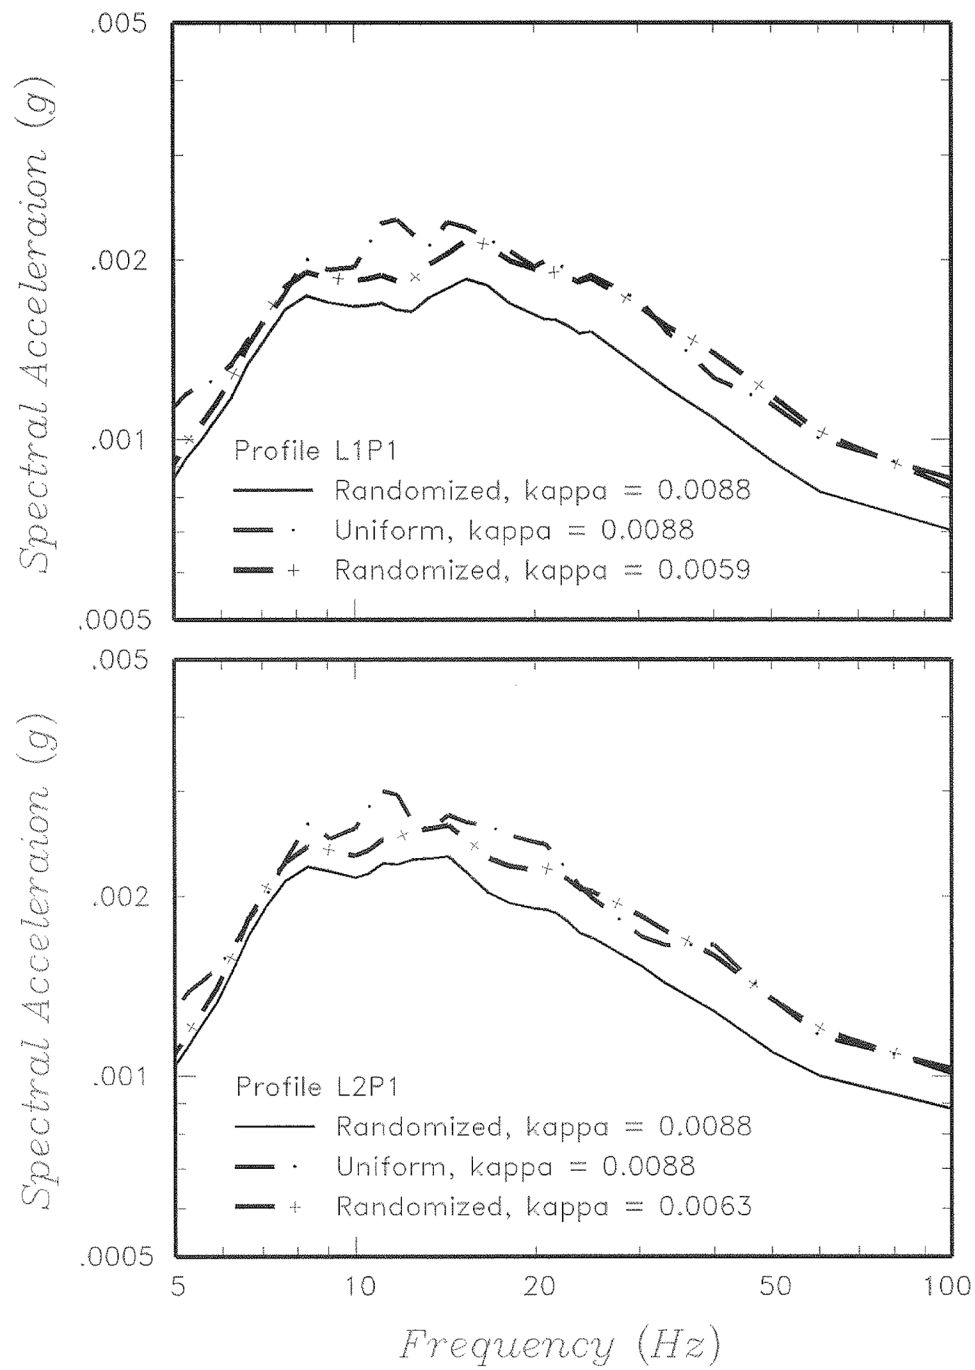 .005
.002
.001
.0005
Spectral Acceleraion (g)
Profile L1P1
Randomized, kappa = 0.0088
Uniform, kappa = 0.0088
Randomized, kappa = 0.0059
.005
.002
.001
.0005
Spectral Acceleraion (g)
Profile L2P1
Randomized, kappa = 0.0088
Uniform, kappa = 0.0088
Randomized, kappa = 0.0063
5 10 20 50 100
Frequency (Hz)